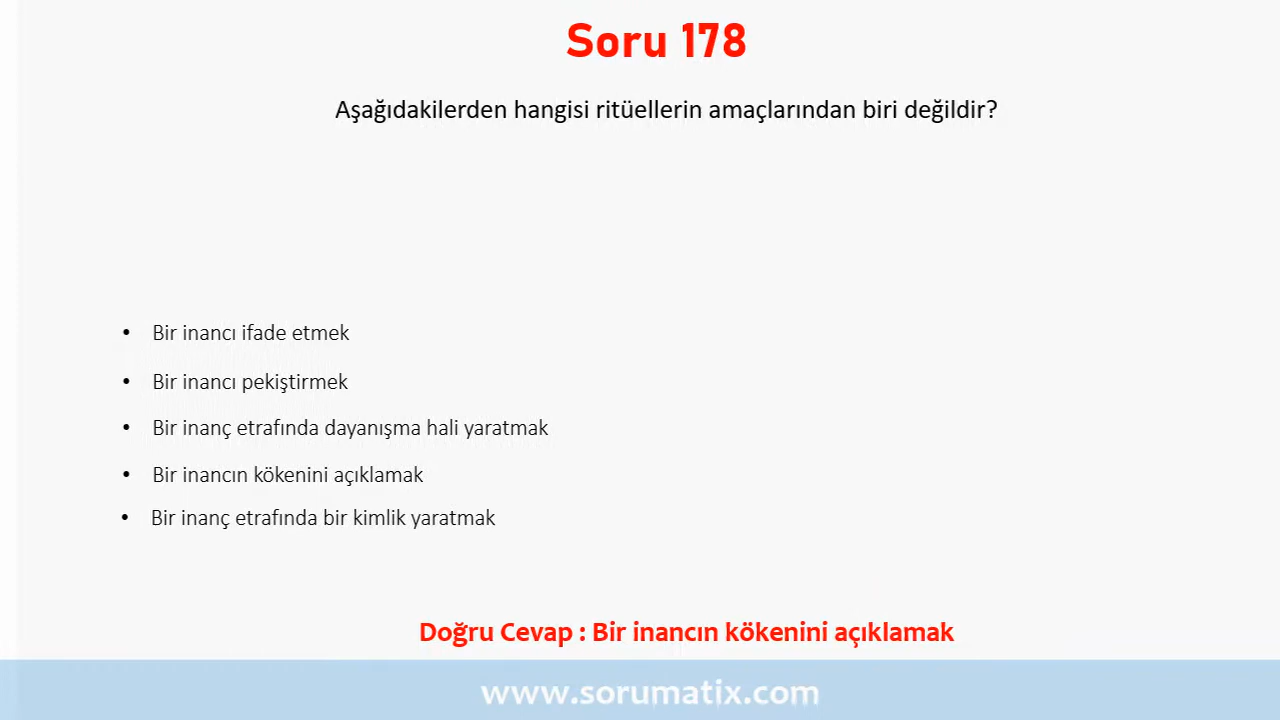 Soru 178
Aşağıdakilerden hangisi ritüellerin amaçlarından biri değildir?
• Bir inancı ifade etmek
• Bir inancı pekiştirmek
• Bir inanç etrafında dayanışma hali yaratmak
• Bir inancın kökenini açıklamak
• Bir inanç etrafında bir kimlik yaratmak
Doğru Cevap : Bir inancın kökenini açıklamak
www.sorumatix.com